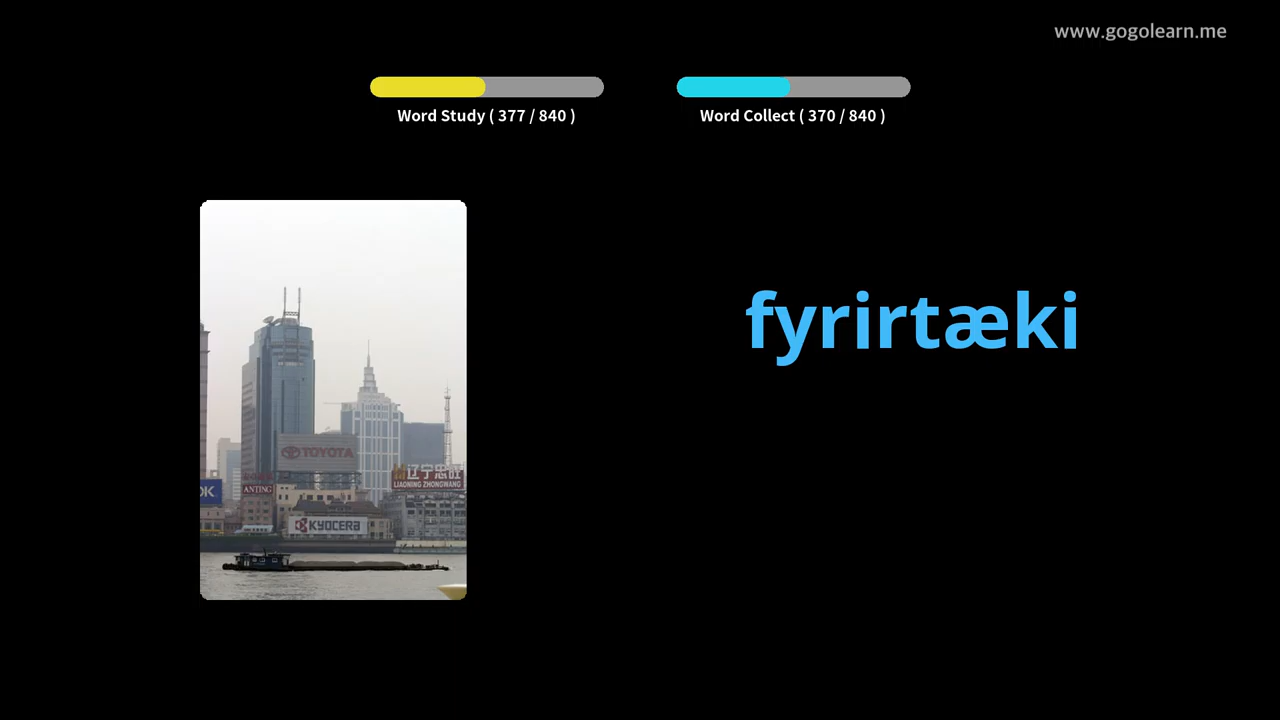 www.gogolearn.me
Word Study ( 377 / 840 )
Word Collect ( 370 / 840 )
fyrirtæki
TOYOTA
OK
ANTING
辽宁忠旺
LIAONING ZHONGWANG
KYOCERA